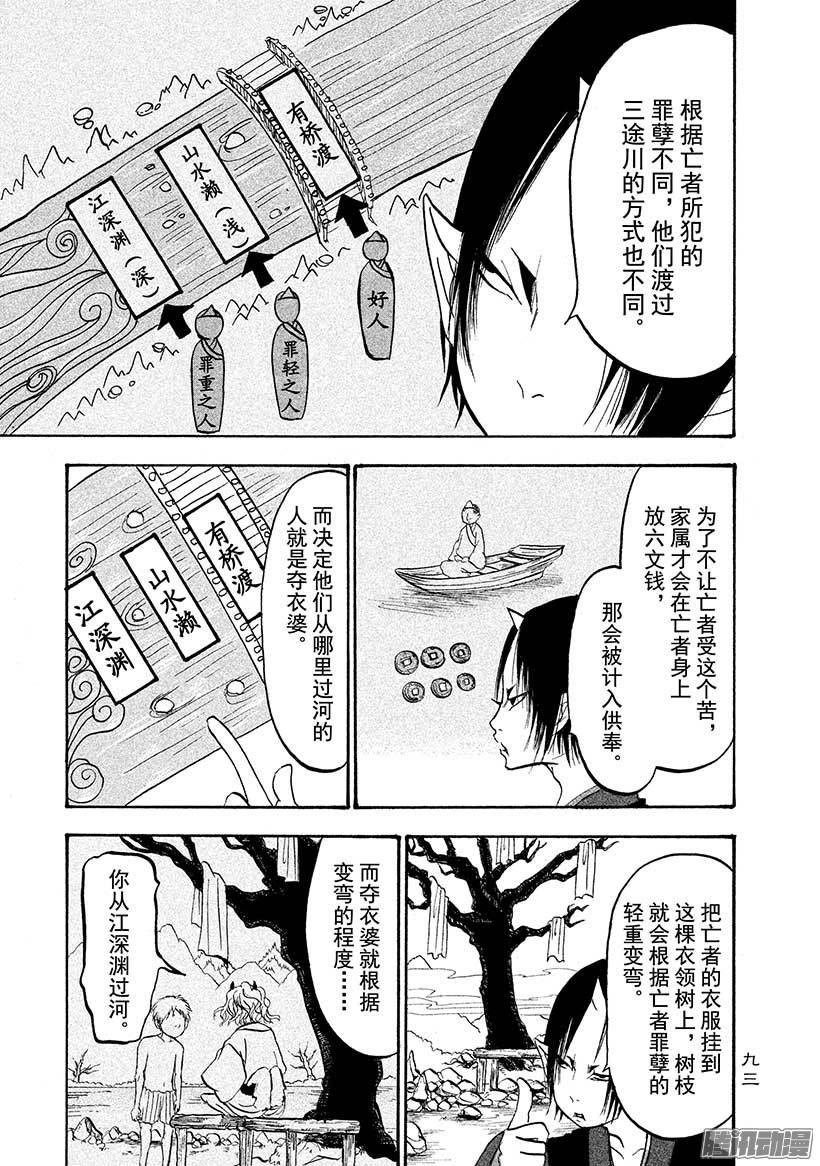 根据亡者所犯的
罪孽不同，他们渡过
三途川的方式也不同。
有桥渡
山水濑（浅）
江深渊（深）
好人
罪轻之人
罪重之人
为了不让亡者受这个苦，
家属才会在亡者身上
放六文钱，
那会被计入供奉。
而决定他们从哪里过河的
人就是夺衣婆。
有桥渡
山水濑
江深渊
把亡者的衣服挂到
这棵衣领树上，树枝
就会根据亡者罪孽的
轻重变弯。
而夺衣婆就根据
变弯的程度……
你从江深渊过河。
九三
腾讯动漫